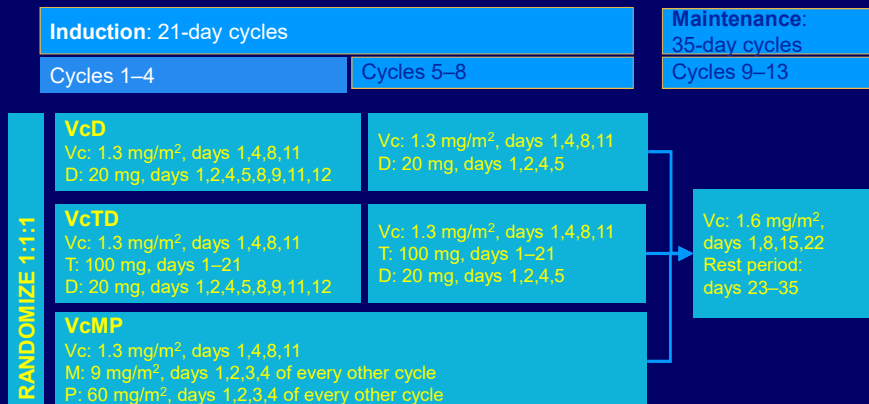 Induction: 21-day cycles
Maintenance:
35-day cycles
Cycles 1–4
Cycles 5–8
Cycles 9–13
RANDOMIZE 1:1:1
VcD
Vc: 1.3 mg/m², days 1,4,8,11
D: 20 mg, days 1,2,4,5,8,9,11,12
Vc: 1.3 mg/m², days 1,4,8,11
D: 20 mg, days 1,2,4,5
VcTD
Vc: 1.3 mg/m², days 1,4,8,11
T: 100 mg, days 1–21
D: 20 mg, days 1,2,4,5,8,9,11,12
Vc: 1.3 mg/m², days 1,4,8,11
T: 100 mg, days 1–21
D: 20 mg, days 1,2,4,5
VcMP
Vc: 1.3 mg/m², days 1,4,8,11
M: 9 mg/m², days 1,2,3,4 of every other cycle
P: 60 mg/m², days 1,2,3,4 of every other cycle
Vc: 1.6 mg/m²,
days 1,8,15,22
Rest period:
days 23–35